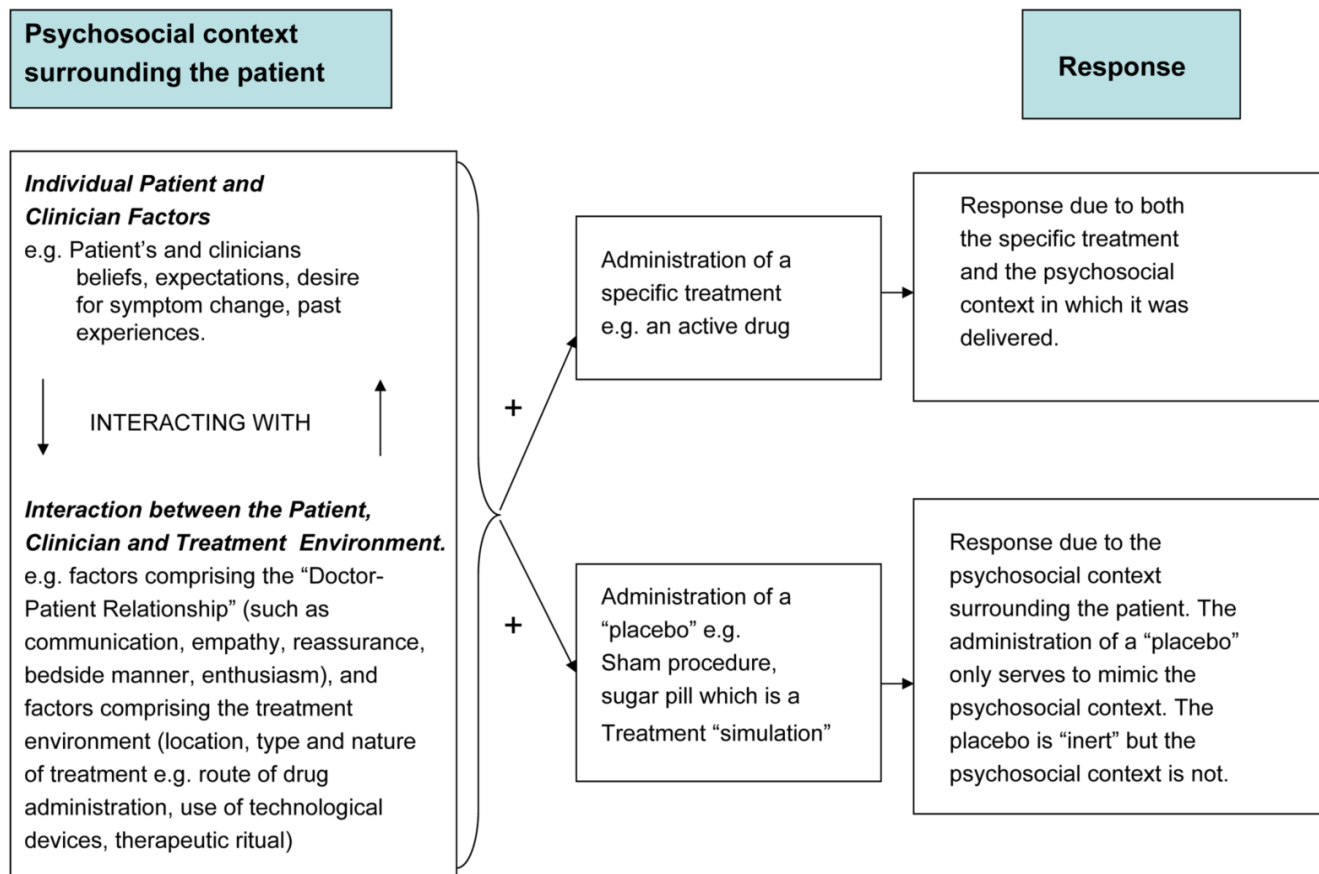 Psychosocial context
surrounding the patient
Response
Individual Patient and
Clinician Factors
e.g. Patient's and clinicians
beliefs, expectations, desire
for symptom change, past
experiences.
INTERACTING WITH
Interaction between the Patient,
Clinician and Treatment Environment.
e.g. factors comprising the “Doctor-
Patient Relationship” (such as
communication, empathy, reassurance,
bedside manner, enthusiasm), and
factors comprising the treatment
environment (location, type and nature
of treatment e.g. route of drug
administration, use of technological
devices, therapeutic ritual)
+
Administration of a
specific treatment
e.g. an active drug
Response due to both
the specific treatment
and the psychosocial
context in which it was
delivered.
+
Administration of a
“placebo” e.g.
Sham procedure,
sugar pill which is a
Treatment “simulation”
Response due to the
psychosocial context
surrounding the patient. The
administration of a “placebo”
only serves to mimic the
psychosocial context. The
placebo is “inert” but the
psychosocial context is not.